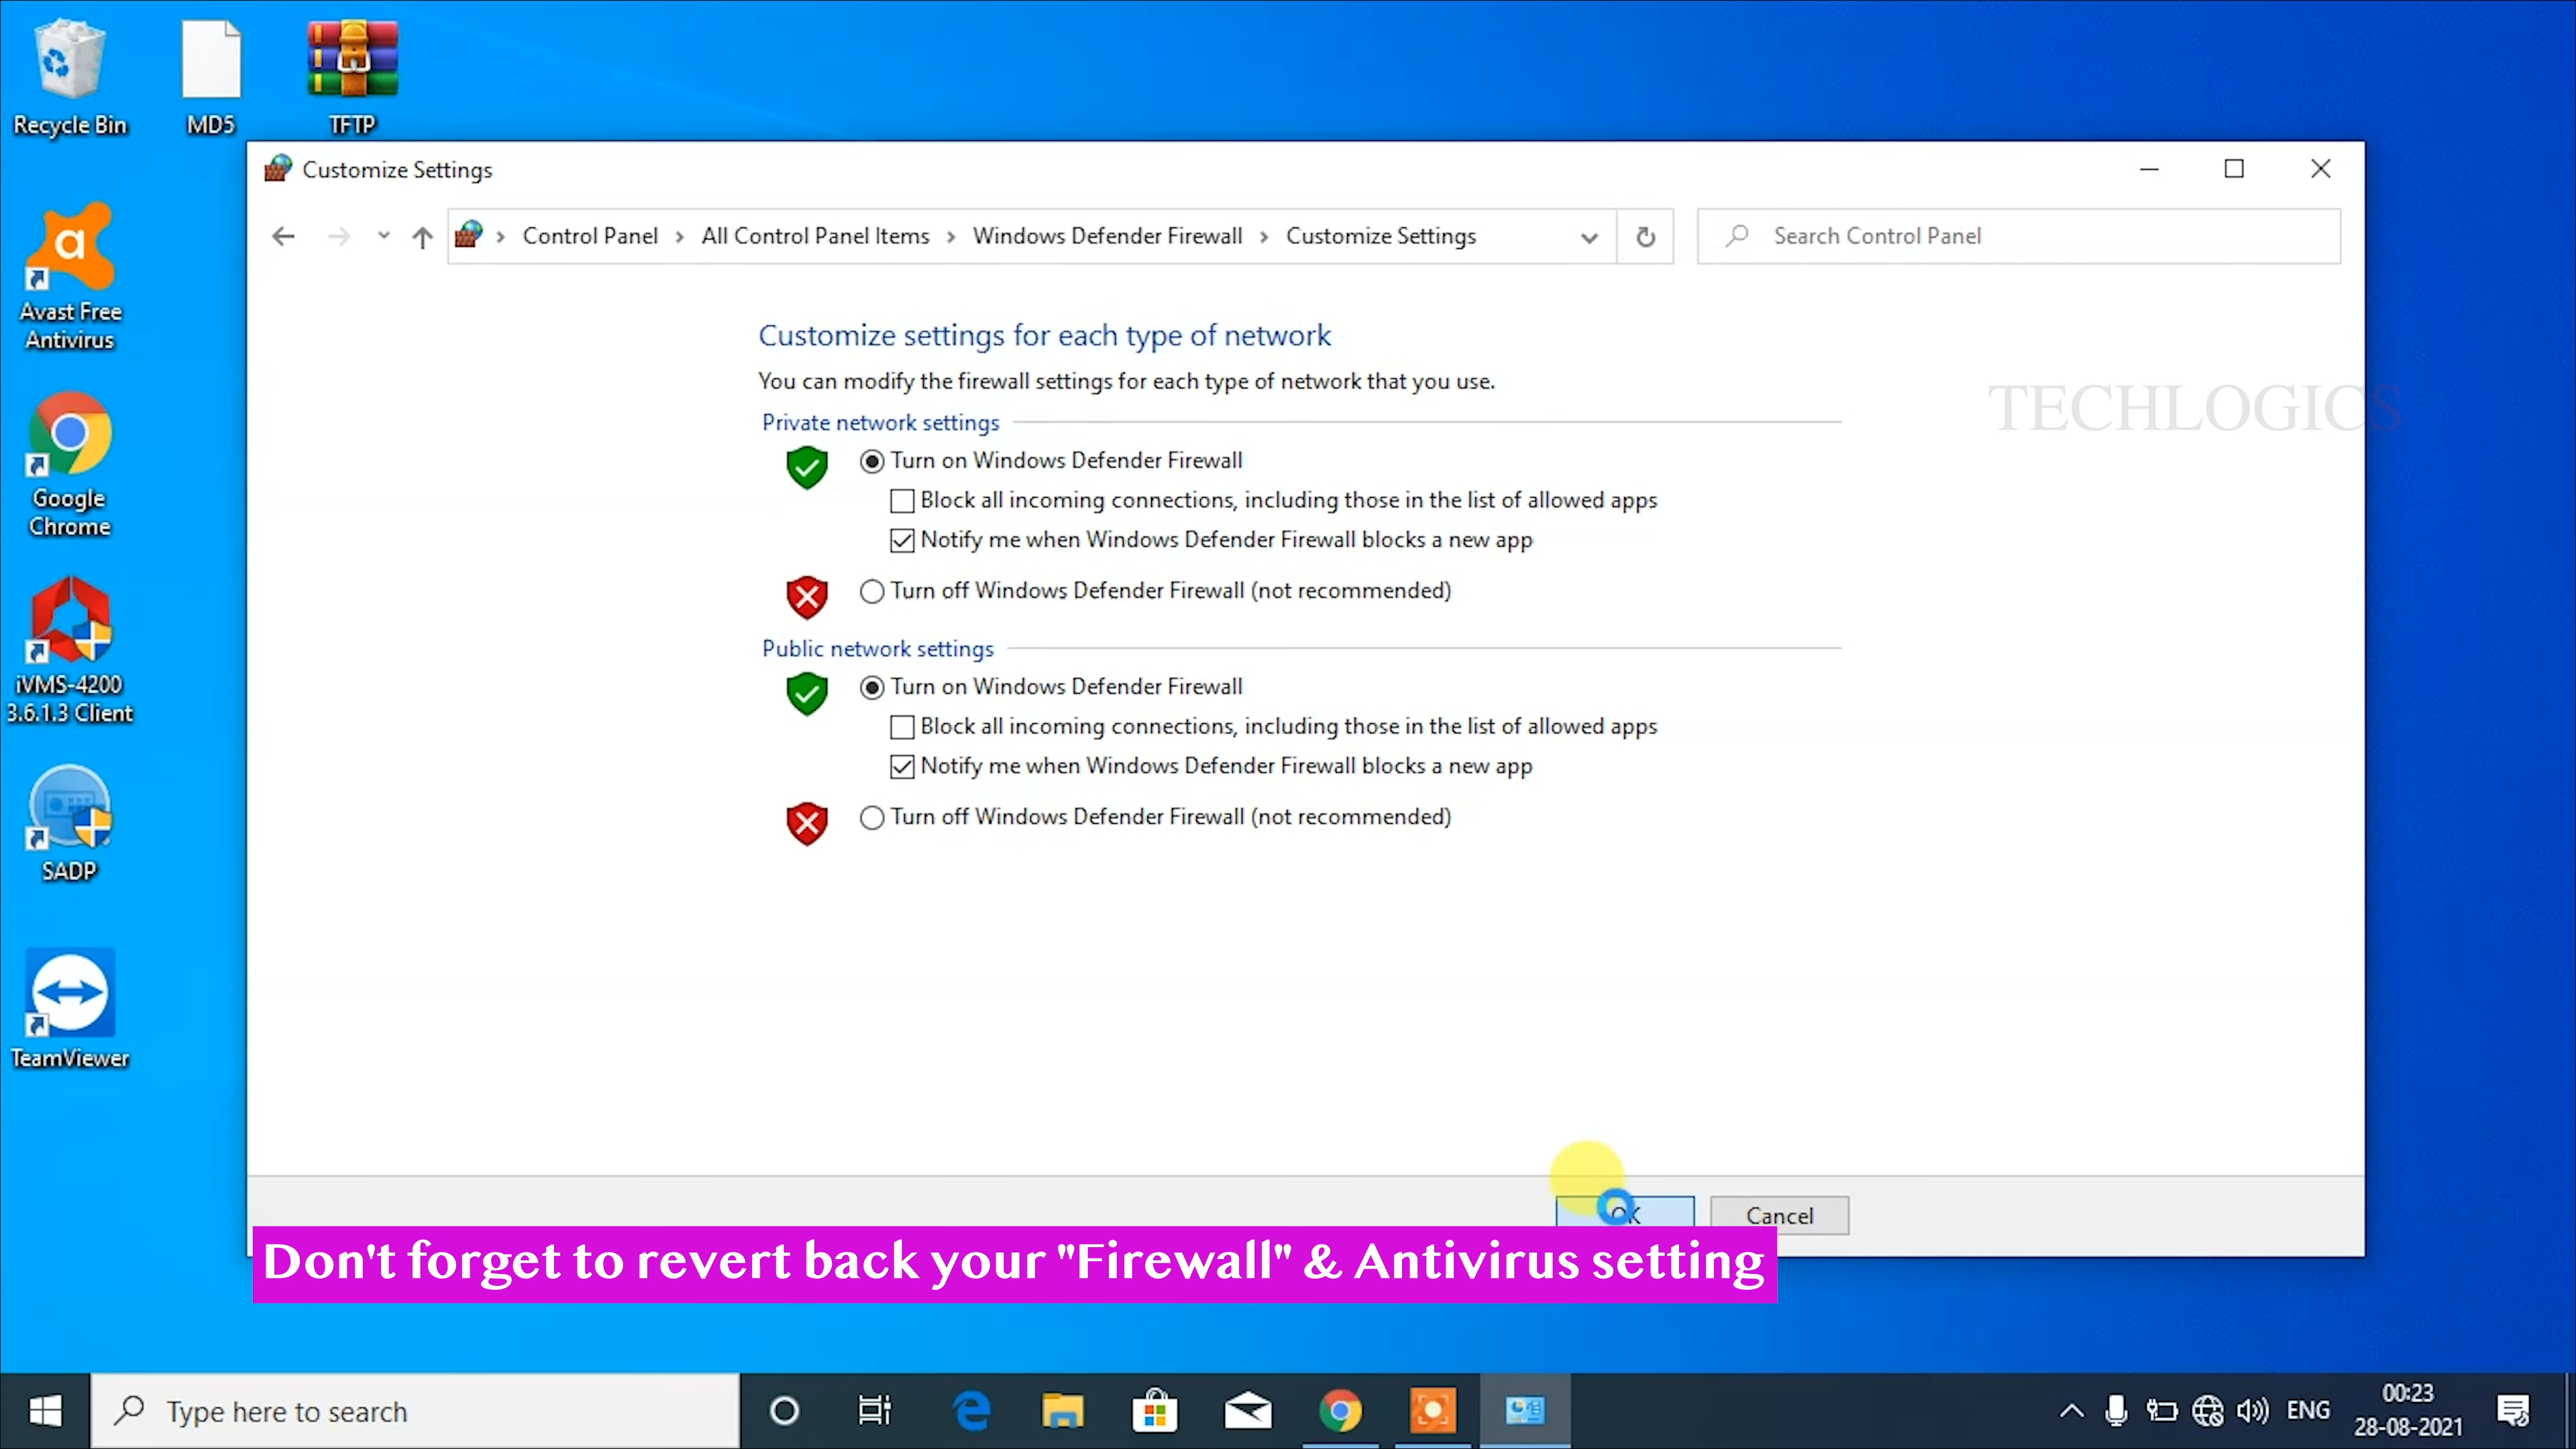 Recycle Bin
MD5
TFTP
Customize Settings
Control Panel
All Control Panel Items
Windows Defender Firewall
Customize Settings
Search Control Panel
Avast Free
Antivirus
Customize settings for each type of network
You can modify the firewall settings for each type of network that you use.
TECHLOGICS
Private network settings
Turn on Windows Defender Firewall
Block all incoming connections, including those in the list of allowed apps
Notify me when Windows Defender Firewall blocks a new app
Turn off Windows Defender Firewall (not recommended)
Google
Chrome
Public network settings
Turn on Windows Defender Firewall
Block all incoming connections, including those in the list of allowed apps
Notify me when Windows Defender Firewall blocks a new app
Turn off Windows Defender Firewall (not recommended)
iVMS-4200
3.6.1.3 Client
SADP
TeamViewer
OK
Cancel
Don't forget to revert back your "Firewall" & Antivirus setting
Type here to search
ENG
00:23
28-08-2021